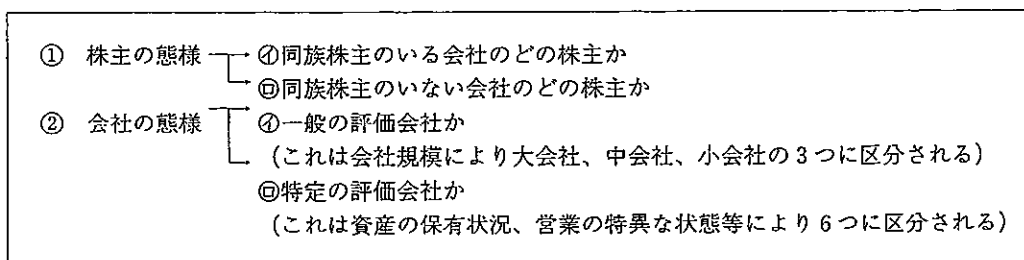 ① 株主の態様 ㋑同族株主のいる会社のどの株主か
㋺同族株主のいない会社のどの株主か
② 会社の態様 ㋑一般の評価会社か
(これは会社規模により大会社、中会社、小会社の3つに区分される)
㋺特定の評価会社か
(これは資産の保有状況、営業の特異な状態等により6つに区分される)